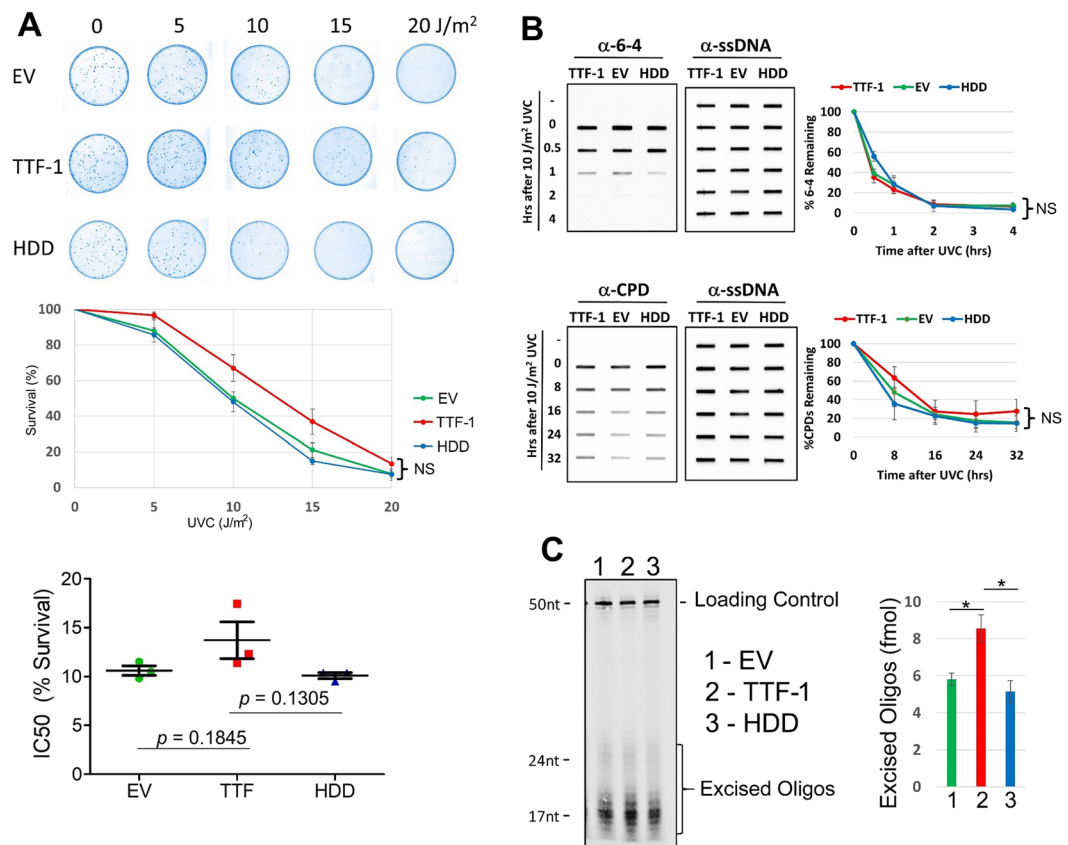 A
0 5 10 15 20 J/m²
EV
TTF-1
HDD
100
80
60
40
20
0
Survival (%)
0 5 10 15 20
UVC (J/m²)
EV
TTF-1
HDD
NS
20
15
10
5
0
IC50 (% Survival)
p = 0.1305
p = 0.1845
EV TTF HDD
B
α-6-4 α-ssDNA
TTF-1 EV HDD TTF-1 EV HDD
Hrs after 10 J/m² UVC
-
0
0.5
1
2
4
TTF-1 EV HDD
100
80
60
40
20
0
% 6-4 Remaining
0 0 1 2 3 4
Time after UVC (hrs)
NS
α-CPD α-ssDNA
TTF-1 EV HDD TTF-1 EV HDD
Hrs after 10 J/m² UVC
-
0
8
16
24
32
TTF-1 EV HDD
100
80
60
40
20
0
%CPDs Remaining
0 8 16 24 32
Time after UVC (hrs)
NS
C
1 2 3
50nt - - Loading Control
1 - EV
2 - TTF-1
3 - HDD
24nt -
Excised Oligos
17nt -
Excised Oligos (fmol)
10
8
6
4
2
0
* *
1 2 3